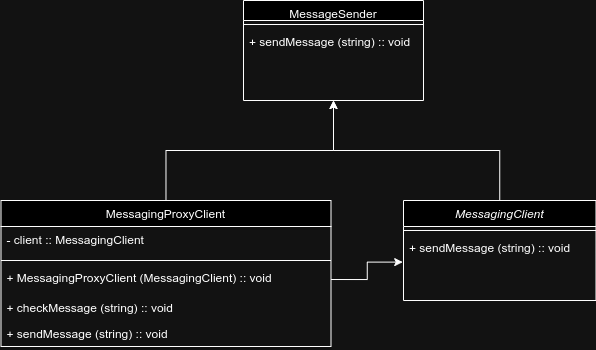 MessageSender
+ sendMessage (string) :: void
MessagingProxyClient
- client :: MessagingClient
+ MessagingProxyClient (MessagingClient) :: void
+ checkMessage (string) :: void
+ sendMessage (string) :: void
MessagingClient
+ sendMessage (string) :: void